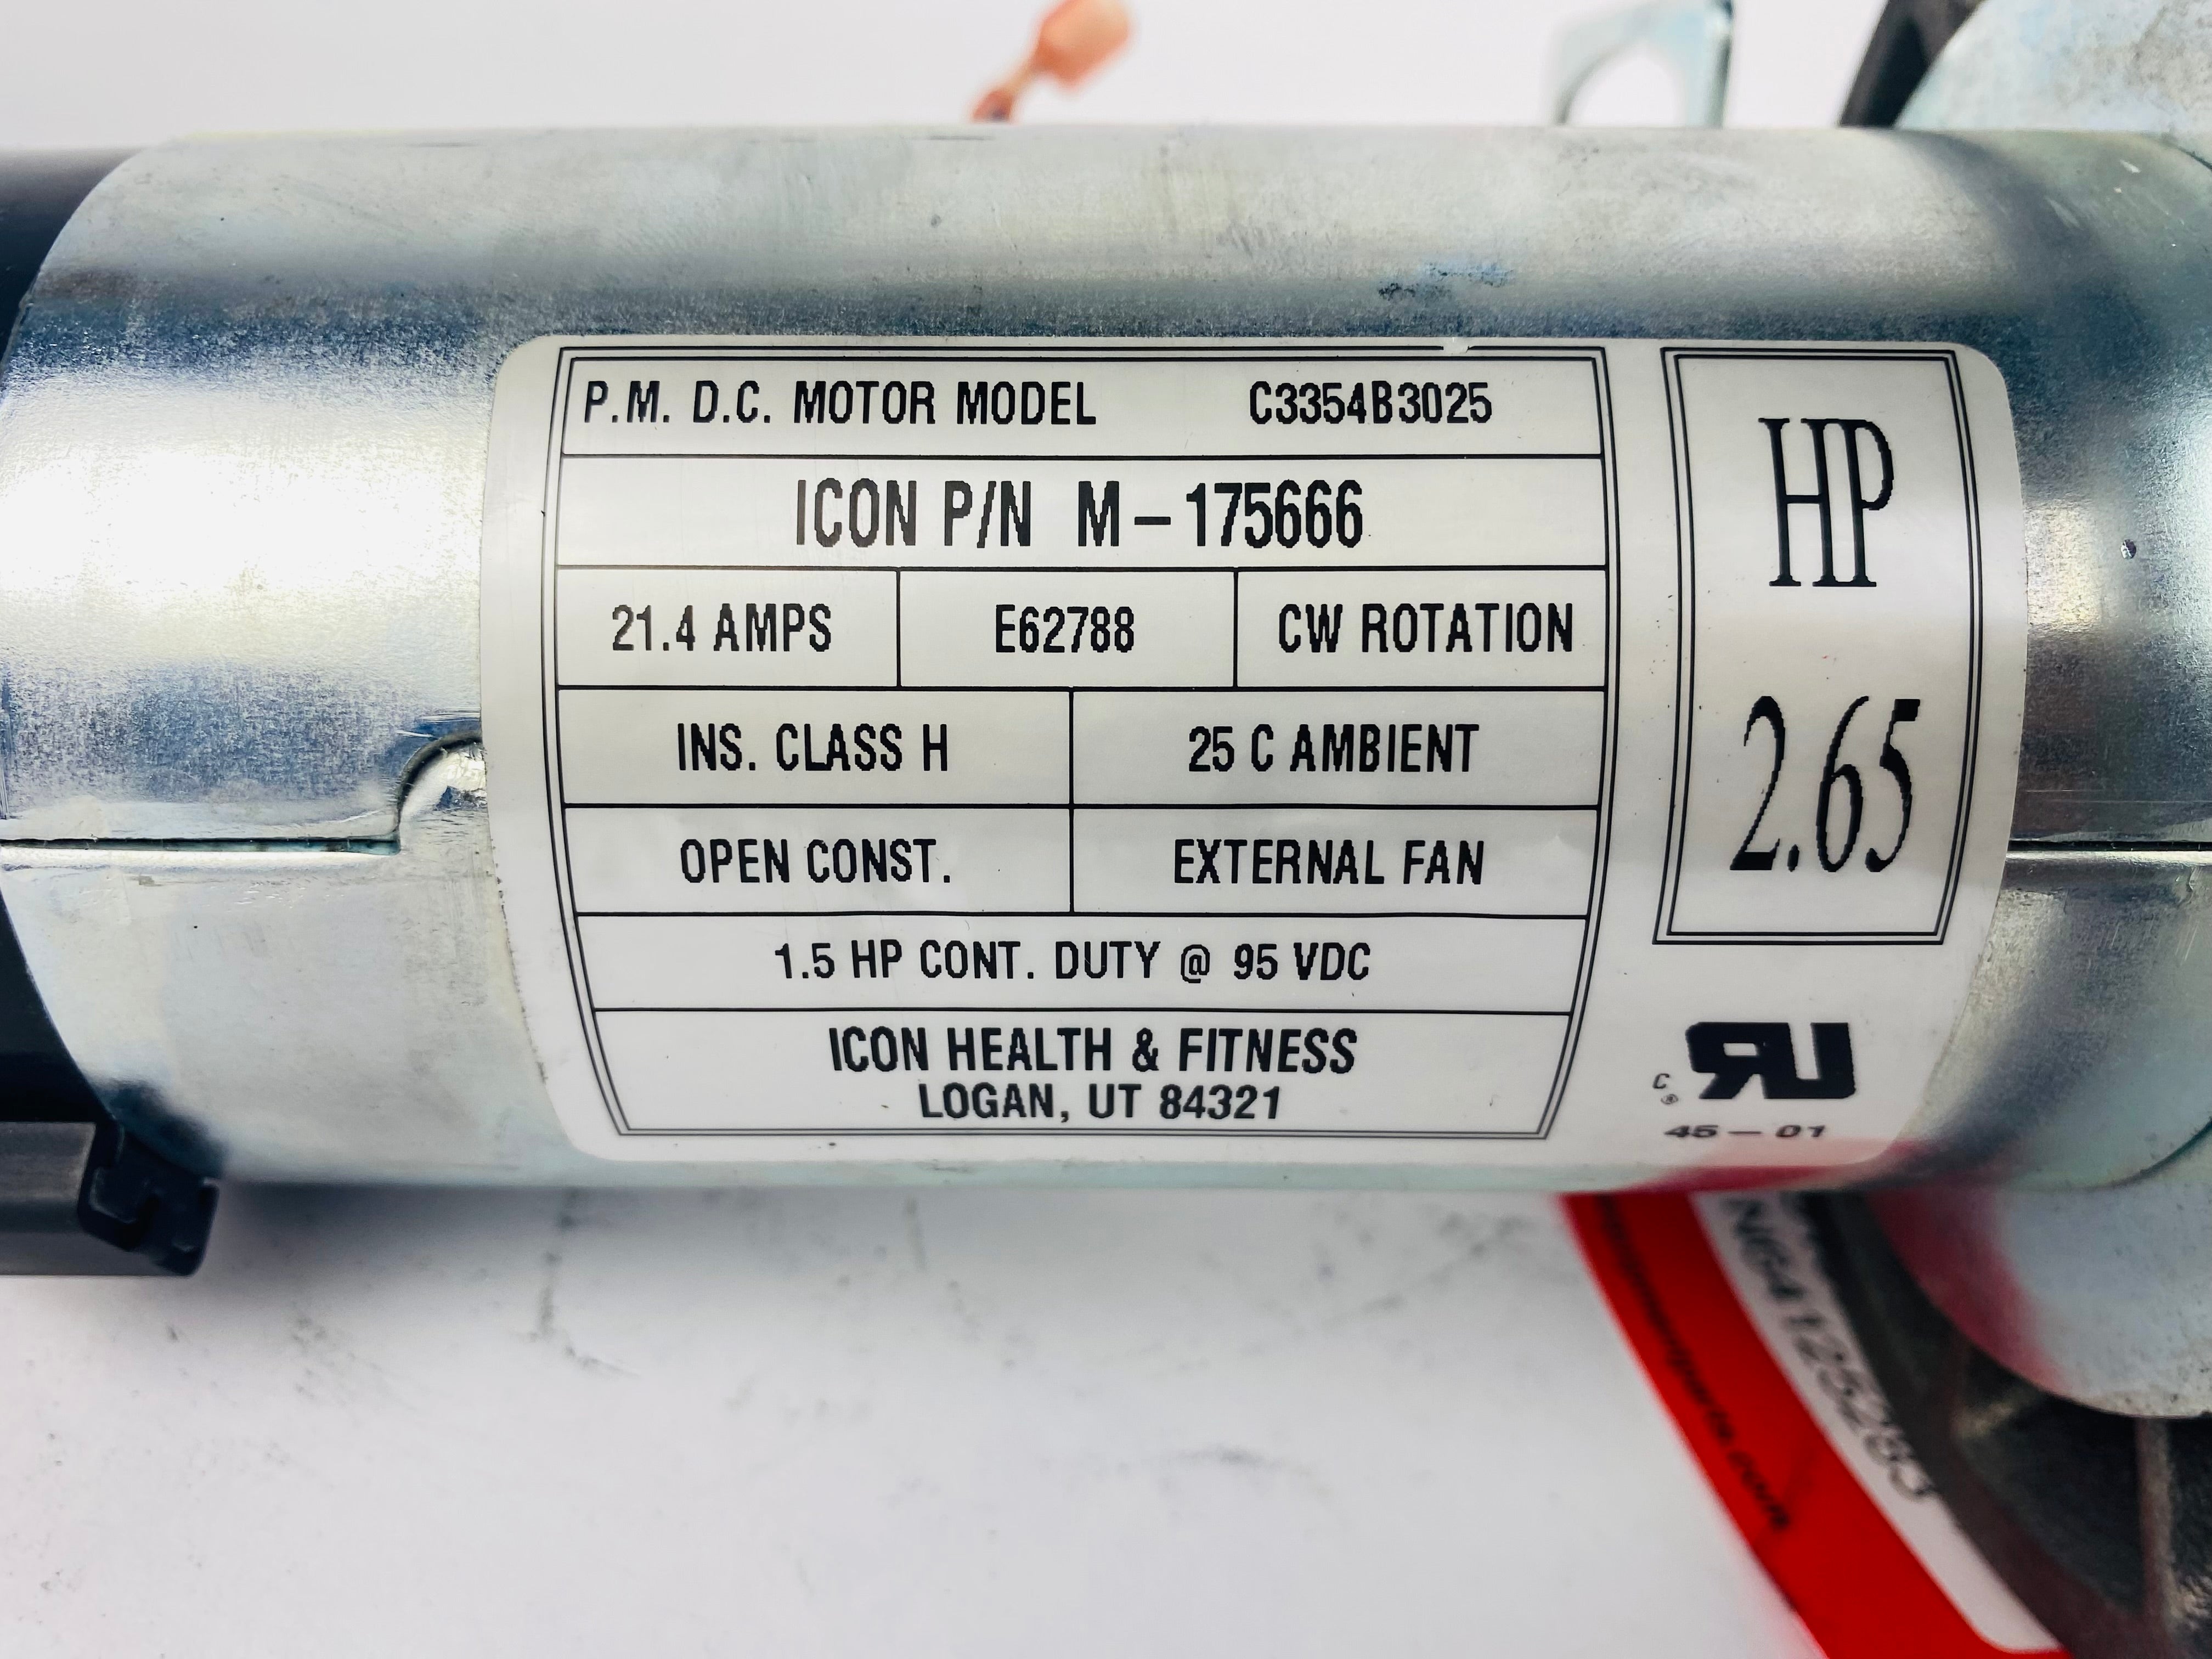 P.M. D.C. MOTOR MODEL C3354B3025
ICON P/N M-175666
21.4 AMPS E62788 CW ROTATION
INS. CLASS H 25 C AMBIENT
OPEN CONST. EXTERNAL FAN
1.5 HP CONT. DUTY @ 95 VDC
ICON HEALTH & FITNESS
LOGAN, UT 84321
HP
2.65
C RU ®
45-01